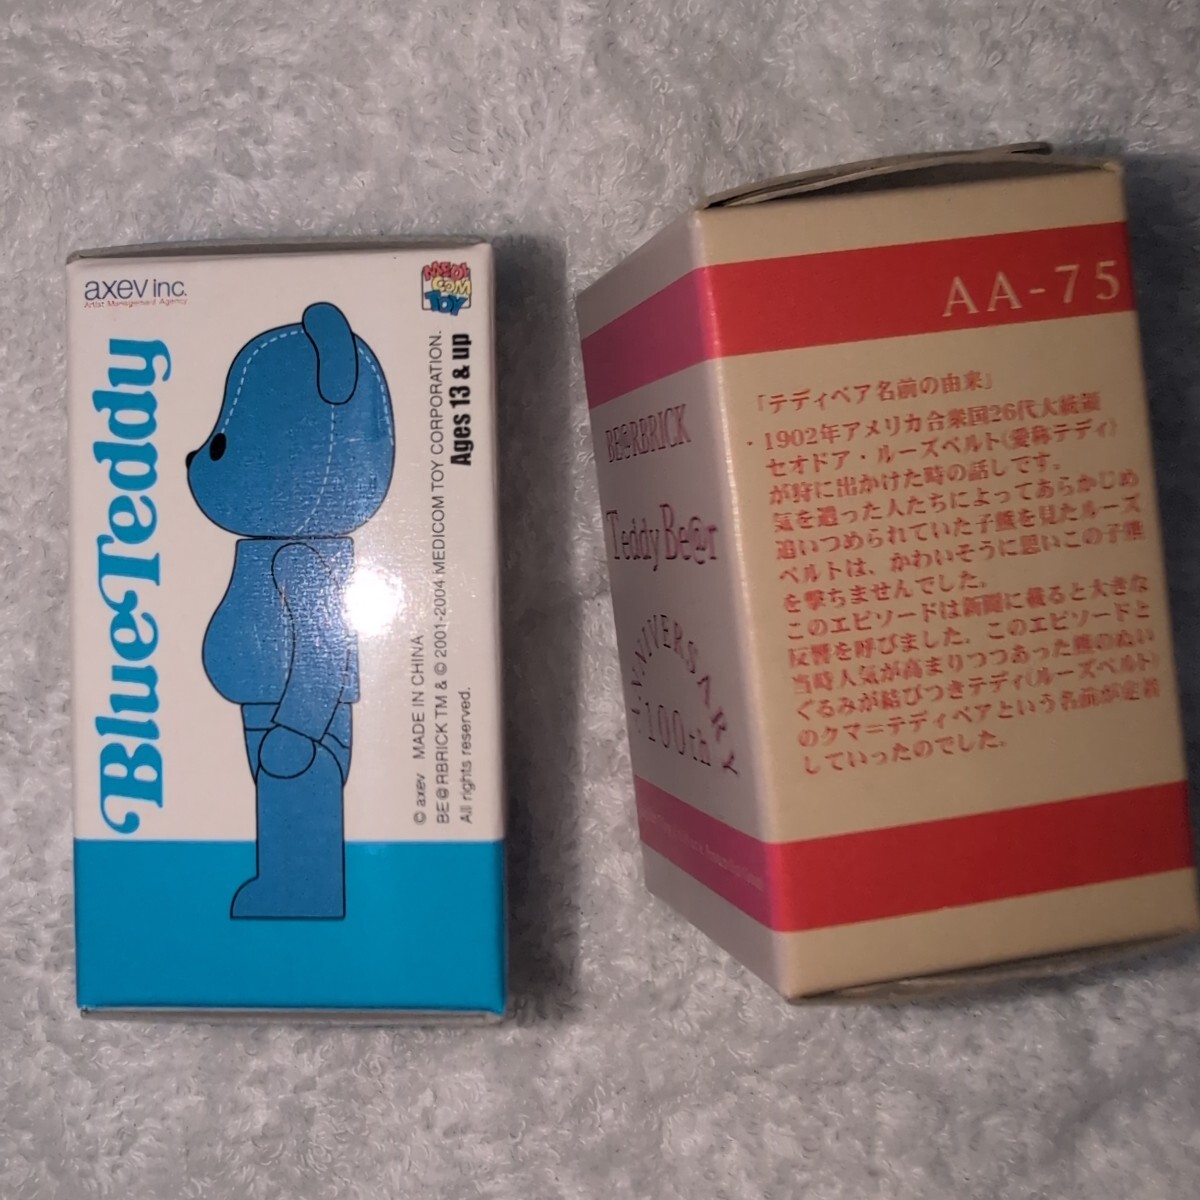 axev inc.
Artist Management Agency
MEDI
COM
TOY
Blue Teddy
Ages 13 & up
© axev MADE IN CHINA
BE@RBRICK TM & © 2001-2004 MEDICOM TOY CORPORATION.
All rights reserved.
BE@RBRICK
Teddy Be@r
ANNIVERSARY
100th
AA-75
「テディベア名前の由来」
・1902年アメリカ合衆国26代大統領
セオドア・ルーズベルト(愛称テディ)
が狩に出かけた時の話しです。
気を遣った人たちによってあらかじめ
追いつめられていた子熊を見たルーズ
ベルトは、かわいそうに思いこの子熊
を撃ちませんでした。
このエピソードは新聞に載ると大きな
反響を呼びました。このエピソードと
当時人気が高まりつつあった熊のぬい
ぐるみが結びつきテディ(ルーズベルト)
のクマ=テディベアという名前が定着
していったのでした。